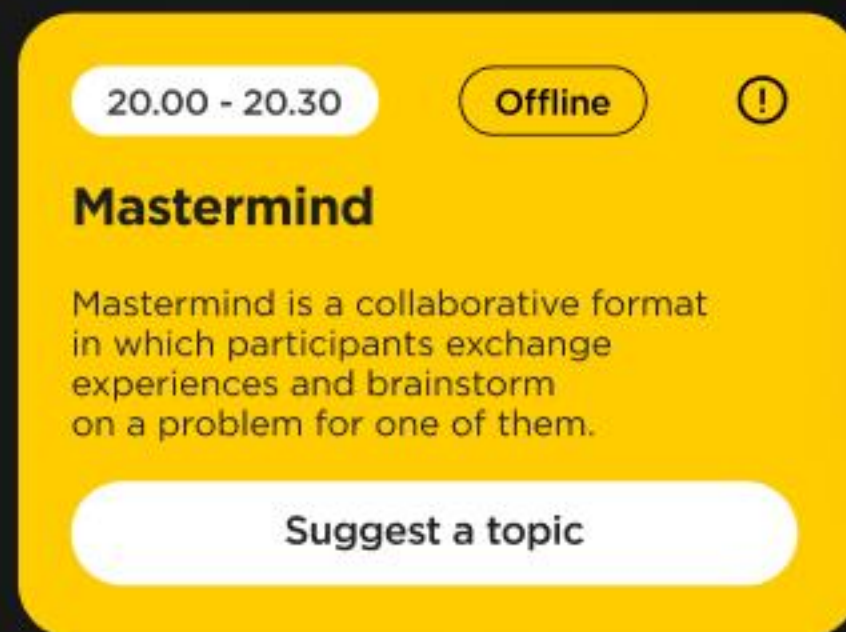 20.00 - 20.30
Offline
!
Mastermind
Mastermind is a collaborative format
in which participants exchange
experiences and brainstorm
on a problem for one of them.
Suggest a topic